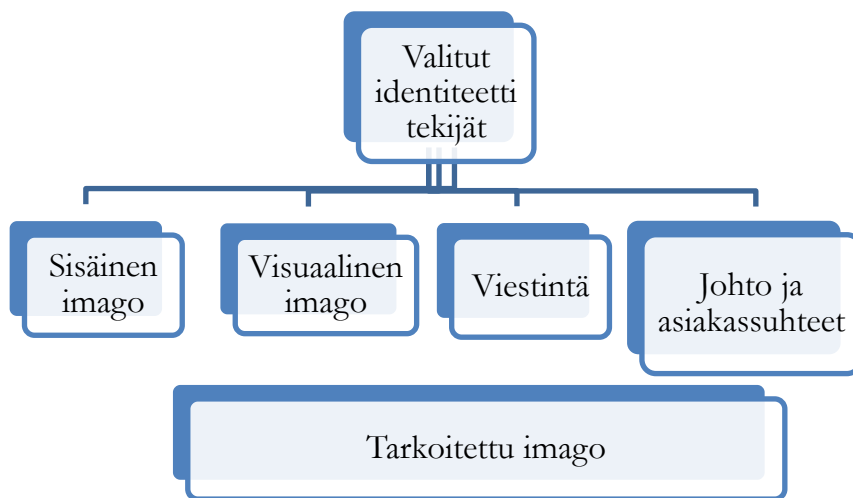 Valitut
identiteetti
tekijät
Sisäinen
imago
Visuaalinen
imago
Viestintä
Johto ja
asiakassuhteet
Tarkoitettu imago